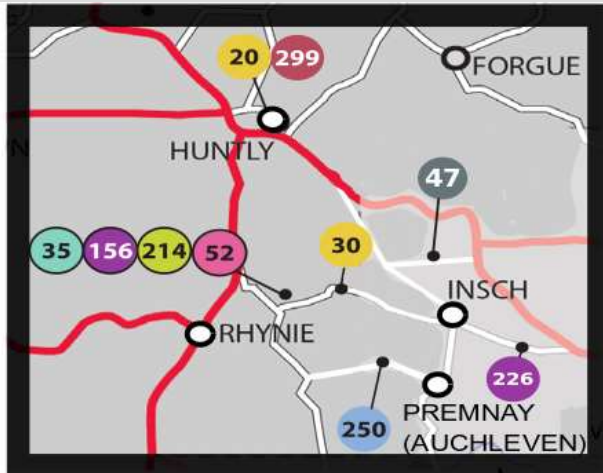 20 299
FORGUE
HUNTLY
47
35 156 214 52
30
INSCH
RHYNIE
226
250
PREMNAY
(AUCHLEVEN)